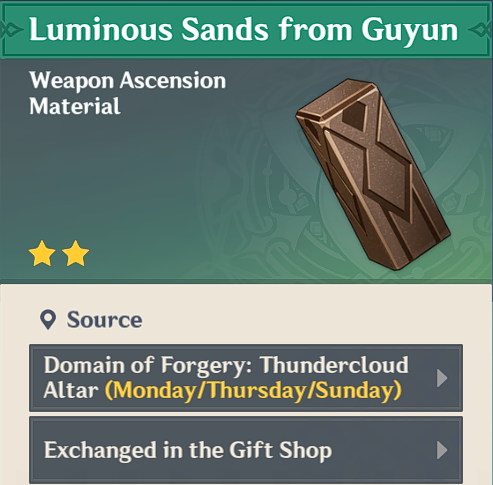 Luminous Sands from Guyun
Weapon Ascension
Material
Source
Domain of Forgery: Thundercloud
Altar (Monday/Thursday/Sunday)
Exchanged in the Gift Shop